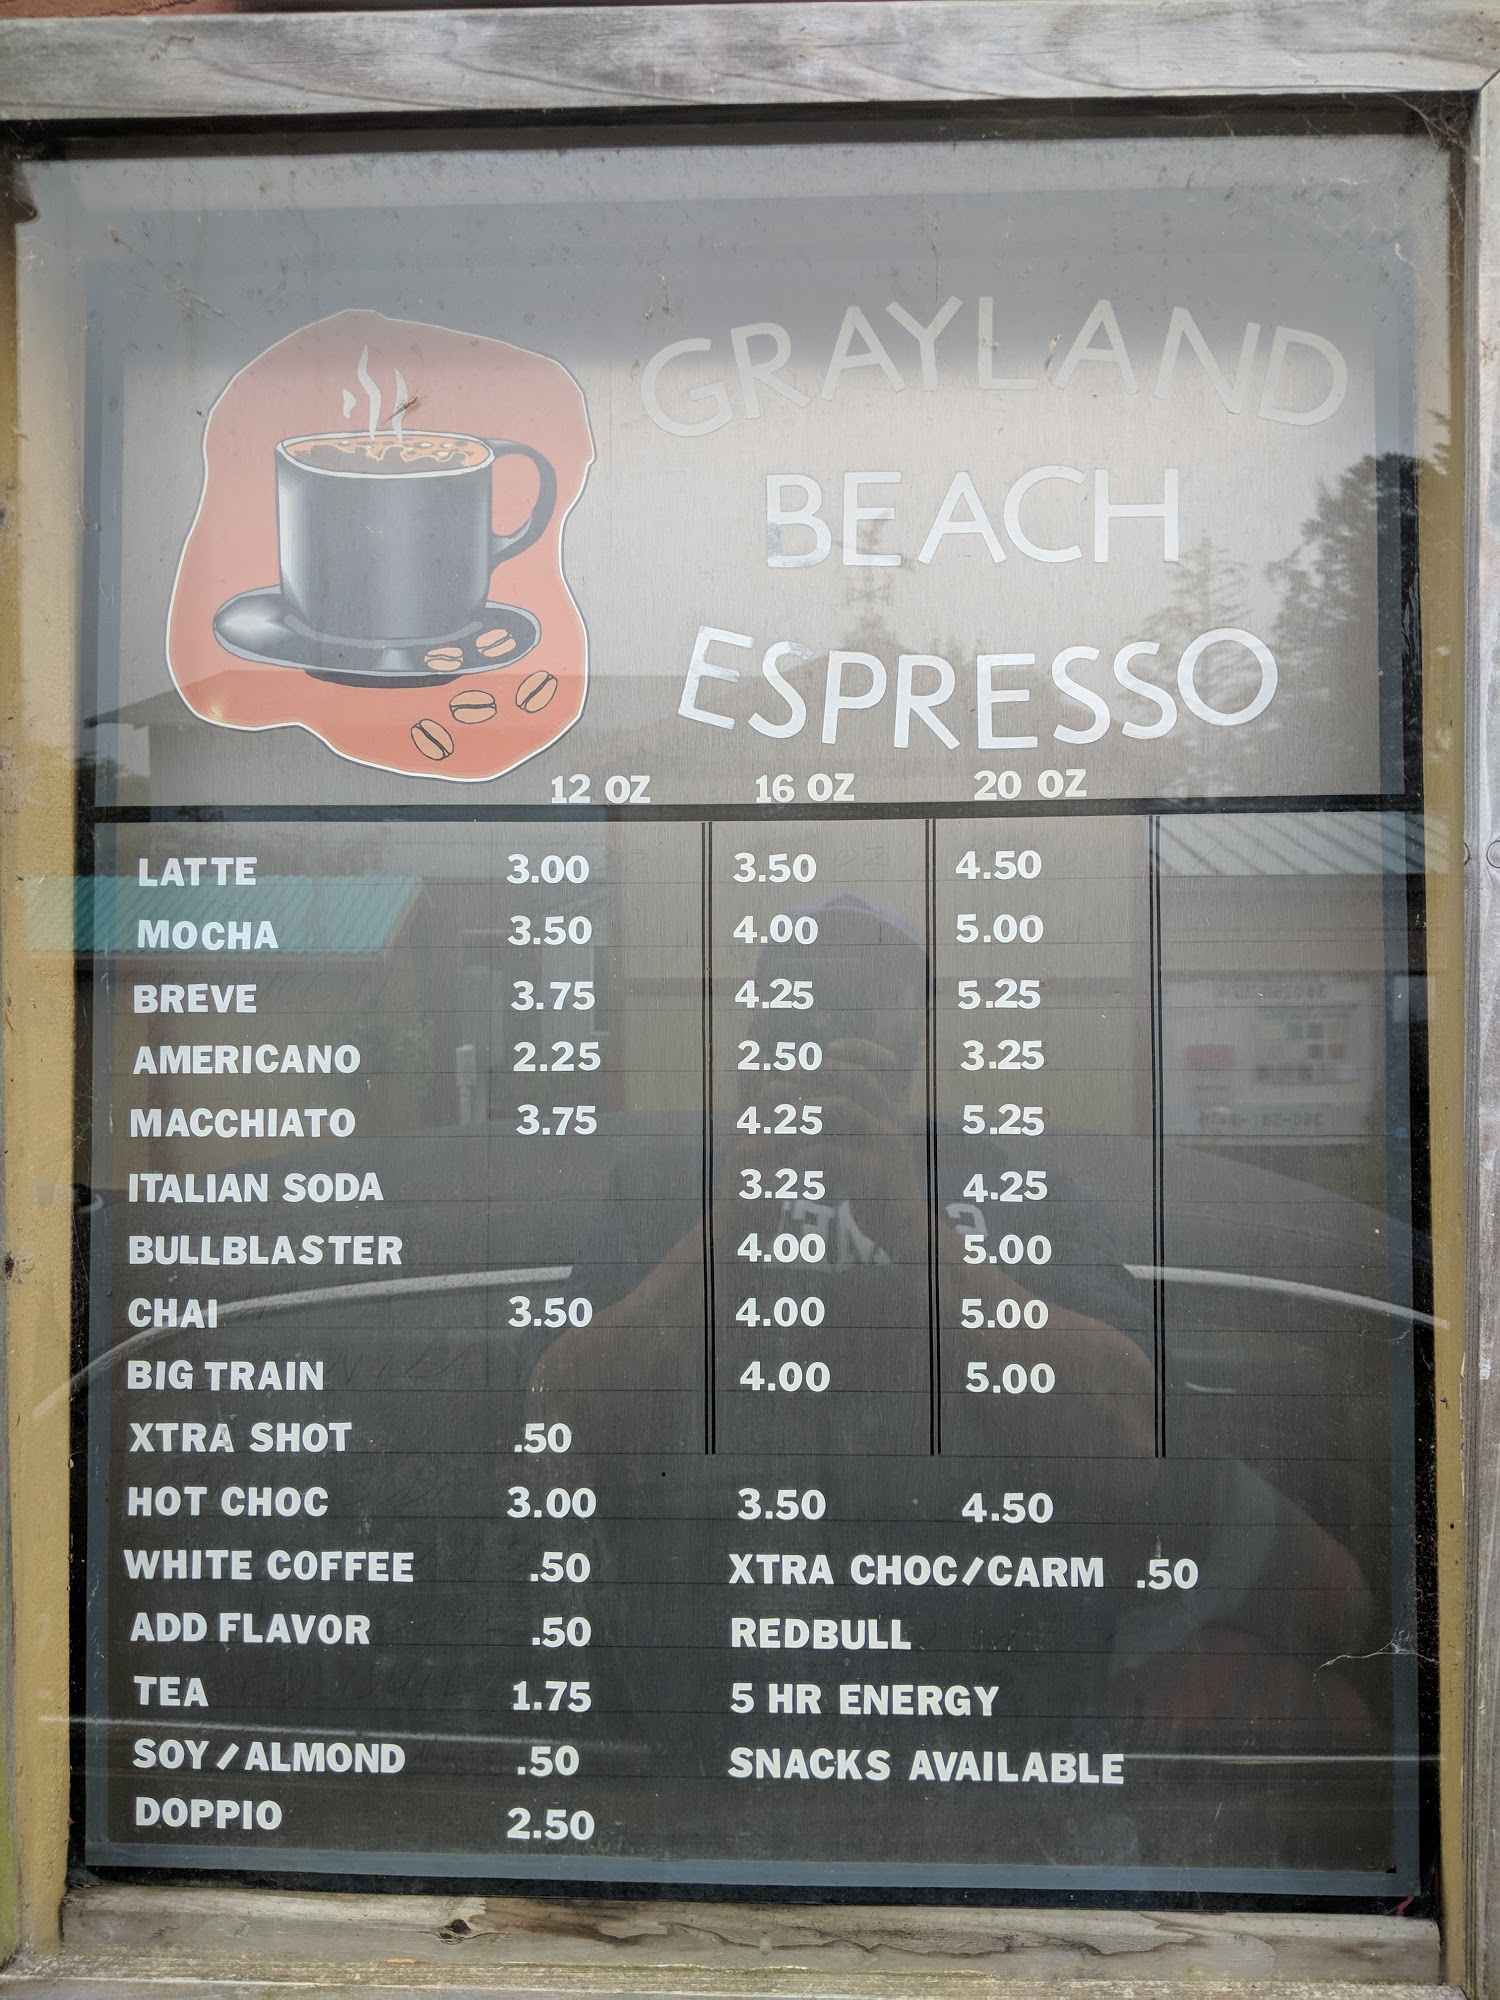 GRAYLAND
BEACH
ESPRESSO
12 OZ 16 OZ 20 OZ
LATTE 3.00 3.50 4.50
MOCHA 3.50 4.00 5.00
BREVE 3.75 4.25 5.25
AMERICANO 2.25 2.50 3.25
MACCHIATO 3.75 4.25 5.25
ITALIAN SODA 3.25 4.25
BULLBLASTER 4.00 5.00
CHAI 3.50 4.00 5.00
BIG TRAIN 4.00 5.00
XTRA SHOT .50
HOT CHOC 3.00 3.50 4.50
WHITE COFFEE .50 XTRA CHOC/CARM .50
ADD FLAVOR .50 REDBULL
TEA 1.75 5 HR ENERGY
SOY/ALMOND .50 SNACKS AVAILABLE
DOPPIO 2.50